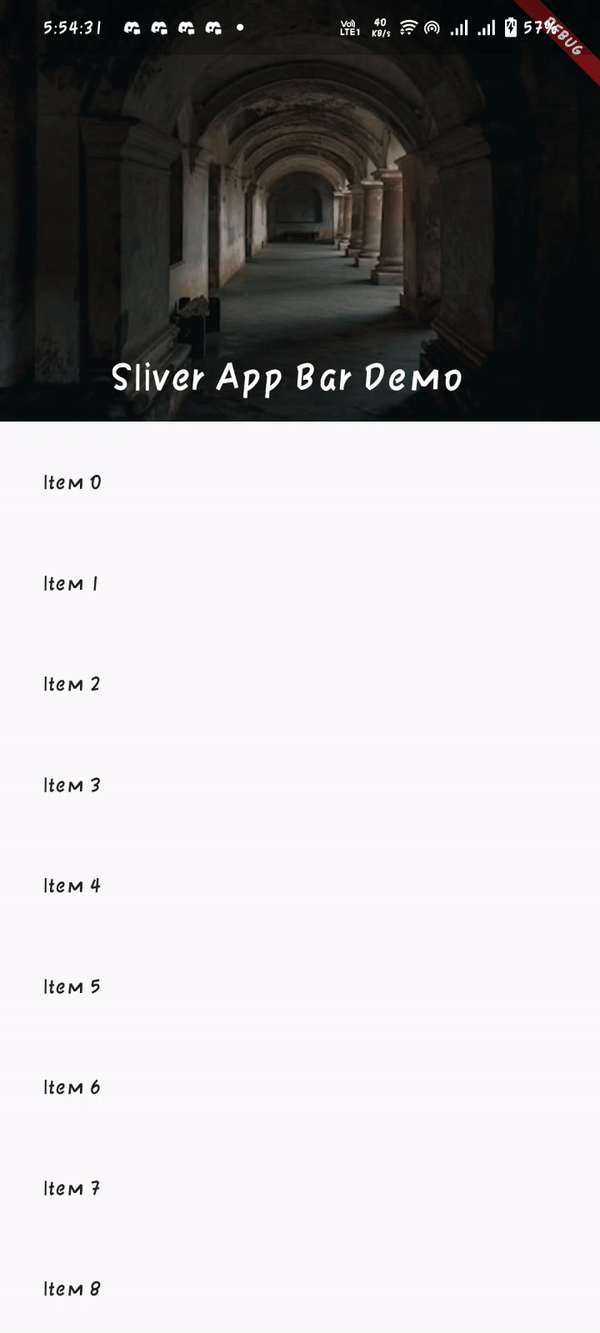 5:54:31 Vo) LTE1 40 KB/s 57%
DEBUG
Sliver App Bar Demo
Item 0
Item 1
Item 2
Item 3
Item 4
Item 5
Item 6
Item 7
Item 8